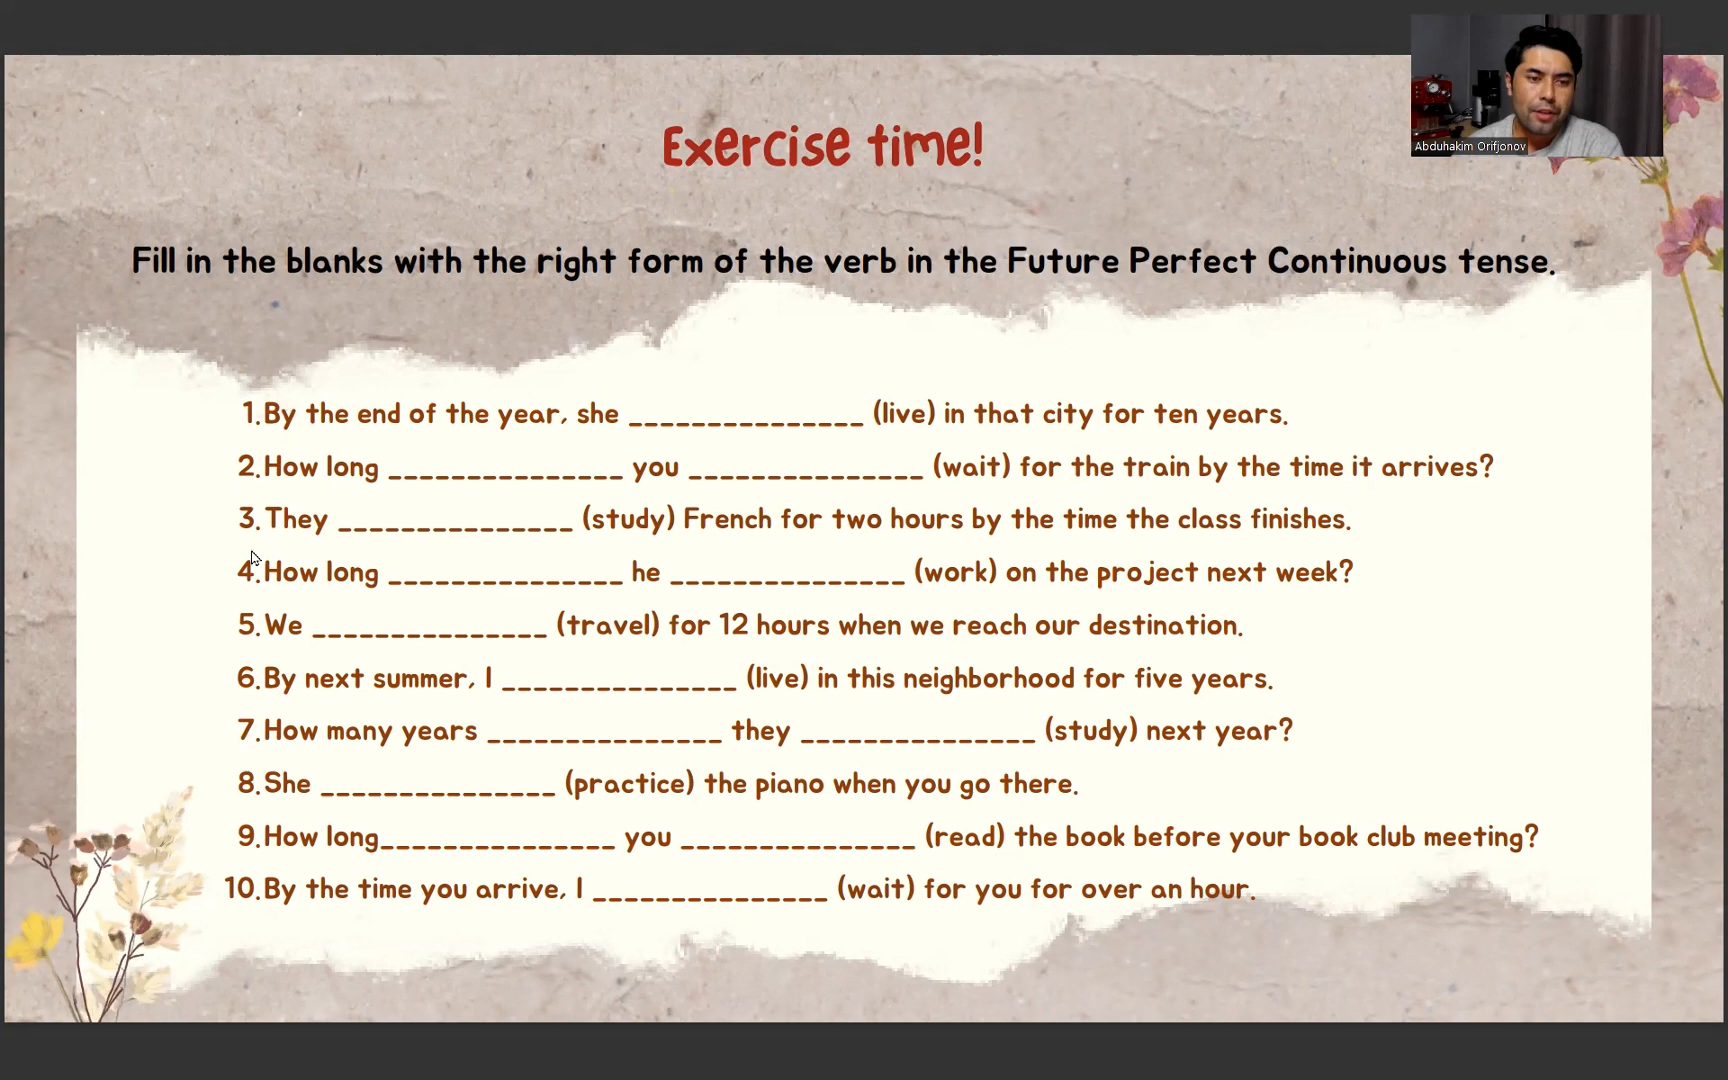 Exercise time!
Abduhakim Orifjonov
Fill in the blanks with the right form of the verb in the Future Perfect Continuous tense.
1. By the end of the year, she _______________ (live) in that city for ten years.
2. How long _______________ you _______________ (wait) for the train by the time it arrives?
3. They _______________ (study) French for two hours by the time the class finishes.
4. How long _______________ he _______________ (work) on the project next week?
5. We _______________ (travel) for 12 hours when we reach our destination.
6. By next summer, I _______________ (live) in this neighborhood for five years.
7. How many years _______________ they _______________ (study) next year?
8. She _______________ (practice) the piano when you go there.
9. How long_______________ you _______________ (read) the book before your book club meeting?
10. By the time you arrive, I _______________ (wait) for you for over an hour.